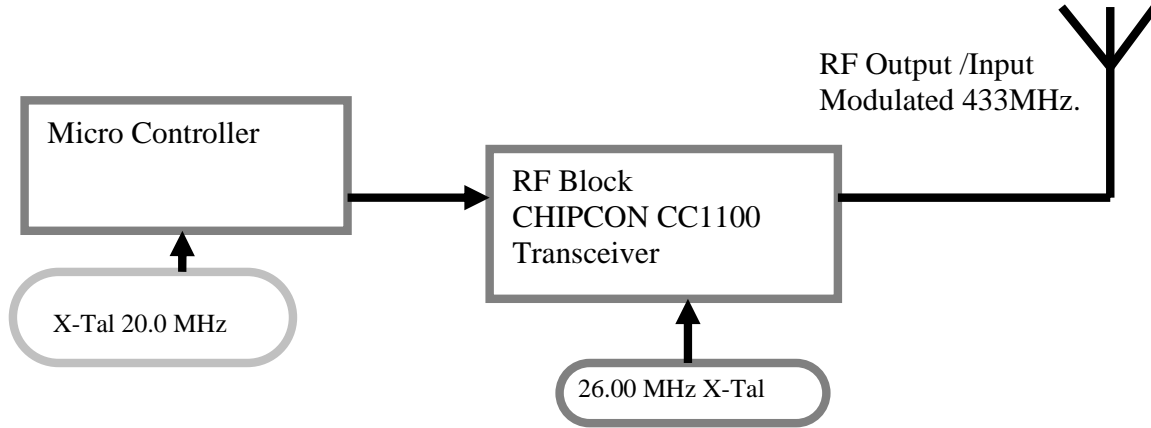 RF Output /Input
Modulated 433MHz.
Micro Controller
RF Block
CHIPCON CC1100
Transceiver
X-Tal 20.0 MHz
26.00 MHz X-Tal